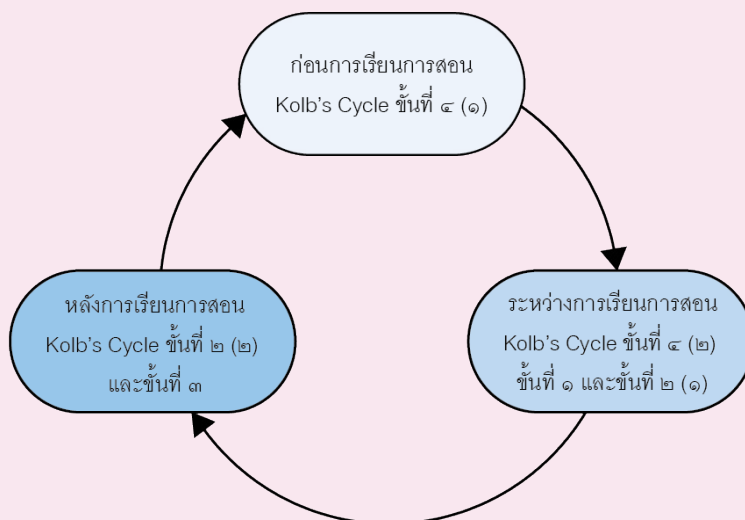 ก่อนการเรียนการสอน
Kolb's Cycle ขั้นที่ ๔ (๑)
ระหว่างการเรียนการสอน
Kolb's Cycle ขั้นที่ ๔ (๒)
ขั้นที่ ๑ และขั้นที่ ๒ (๑)
หลังการเรียนการสอน
Kolb's Cycle ขั้นที่ ๒ (๒)
และขั้นที่ ๓